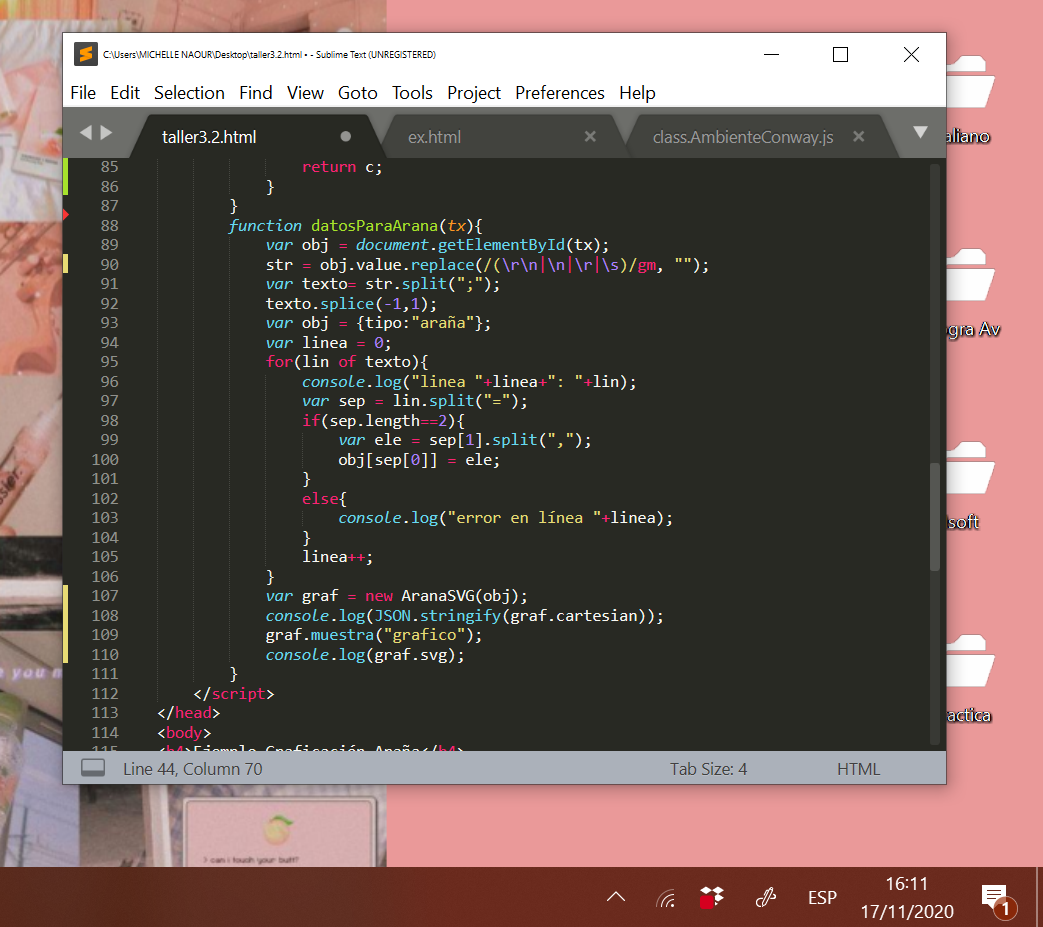 C:\Users\MICHELLE NAOUR\Desktop\taller3.2.html • - Sublime Text (UNREGISTERED)
File Edit Selection Find View Goto Tools Project Preferences Help
taller3.2.html ex.html class.AmbienteConway.js
85 return c;
86 }
87 }
88 function datosParaArana(tx){
89 var obj = document.getElementById(tx);
90 str = obj.value.replace(/(\r\n|\n|\r|\s)/gm, "");
91 var texto= str.split(";");
92 texto.splice(-1,1);
93 var obj = {tipo:"araña"};
94 var linea = 0;
95 for(lin of texto){
96 console.log("linea "+linea+": "+lin);
97 var sep = lin.split("=");
98 if(sep.length==2){
99 var ele = sep[1].split(",");
100 obj[sep[0]] = ele;
101 }
102 else{
103 console.log("error en línea "+linea);
104 }
105 linea++;
106 }
107 var graf = new AranaSVG(obj);
108 console.log(JSON.stringify(graf.cartesian));
109 graf.muestra("grafico");
110 console.log(graf.svg);
111 }
112 </script>
113 </head>
114 <body>
115 <h4>Ejemplo Graficación Araña</h4>
Line 44, Column 70 Tab Size: 4 HTML
aliano
gra Av
lsoft
actica
> can i touch your butt?
ESP
16:11
17/11/2020
1